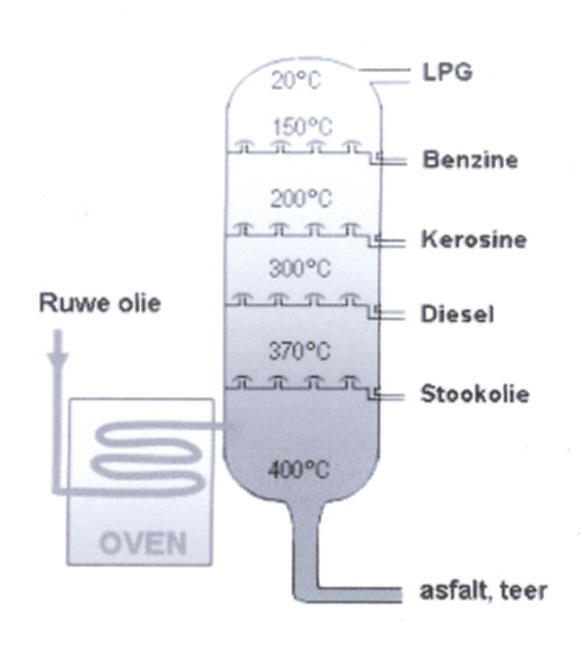 LPG
20°C
150°C
Benzine
200°C
Kerosine
300°C
Ruwe olie
Diesel
370°C
Stookolie
400°C
OVEN
asfalt, teer